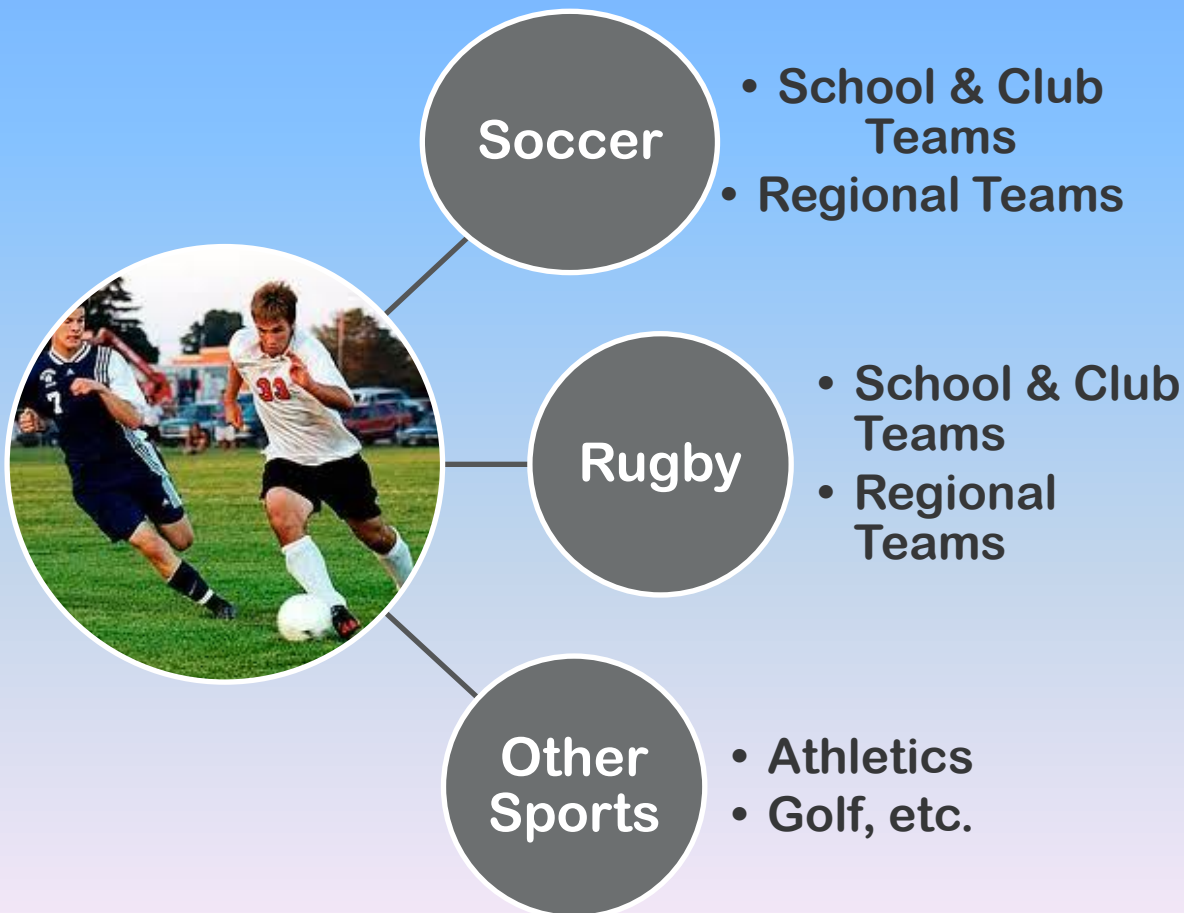 Soccer
• School & Club
Teams
• Regional Teams
7
33
Rugby
• School & Club
Teams
• Regional
Teams
Other
Sports
• Athletics
• Golf, etc.